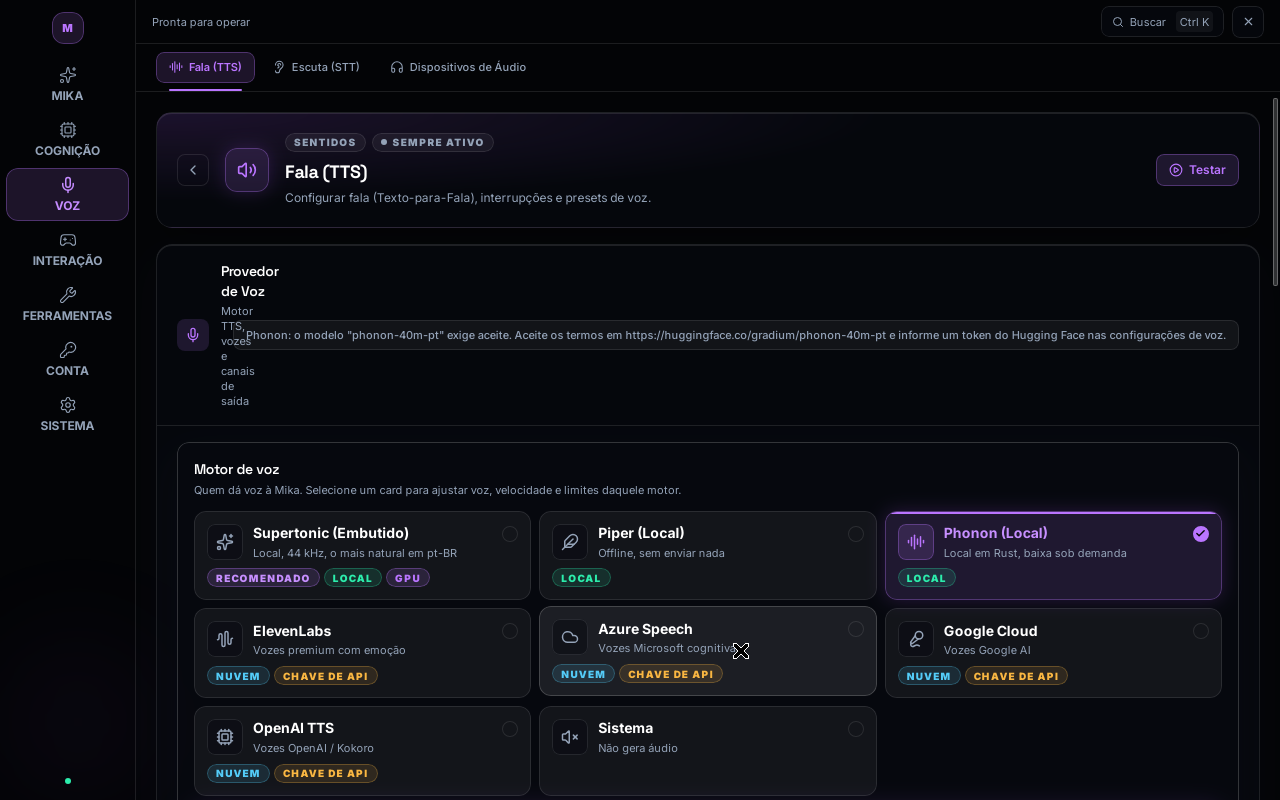 M
MIKA
COGNIÇÃO
VOZ
INTERAÇÃO
FERRAMENTAS
CONTA
SISTEMA
Pronta para operar
Buscar Ctrl K
Fala (TTS)
Escuta (STT)
Dispositivos de Áudio
SENTIDOS
SEMPRE ATIVO
Fala (TTS)
Configurar fala (Texto-para-Fala), interrupções e presets de voz.
Testar
Provedor
de Voz
Motor
TTS,
vozes
e
canais
de
saída
Phonon: o modelo "phonon-40m-pt" exige aceite. Aceite os termos em https://huggingface.co/gradium/phonon-40m-pt e informe um token do Hugging Face nas configurações de voz.
Motor de voz
Quem dá voz à Mika. Selecione um card para ajustar voz, velocidade e limites daquele motor.
Supertonic (Embutido)
Local, 44 kHz, o mais natural em pt-BR
RECOMENDADO LOCAL GPU
Piper (Local)
Offline, sem enviar nada
LOCAL
Phonon (Local)
Local em Rust, baixa sob demanda
LOCAL
ElevenLabs
Vozes premium com emoção
NUVEM CHAVE DE API
Azure Speech
Vozes Microsoft cognitiva
NUVEM CHAVE DE API
Google Cloud
Vozes Google AI
NUVEM CHAVE DE API
OpenAI TTS
Vozes OpenAI / Kokoro
NUVEM CHAVE DE API
Sistema
Não gera áudio